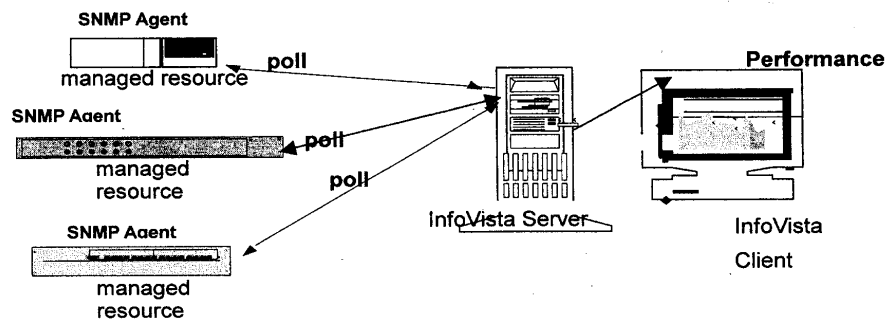 SNMP Agent
managed resource
poll
SNMP Agent
managed
resource
poll
SNMP Agent
managed
resource
poll
InfoVista Server
Performance
InfoVista
Client